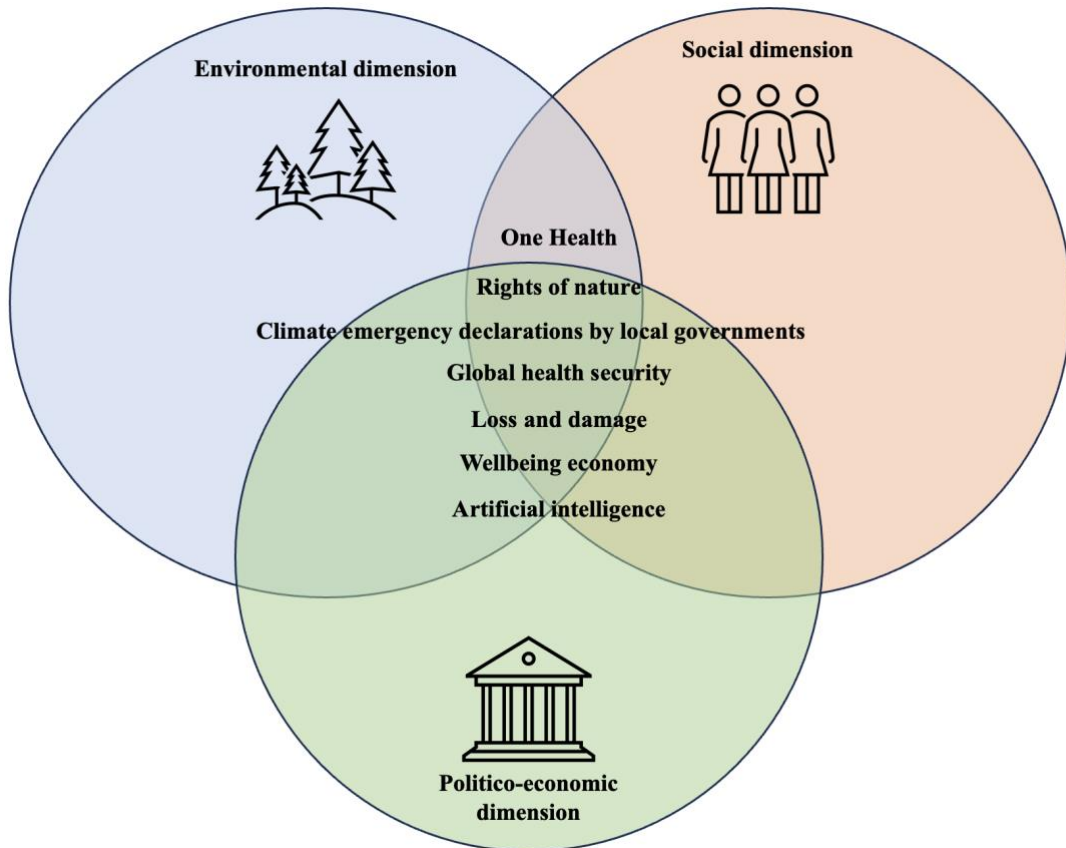 Social dimension
Environmental dimension
One Health
Rights of nature
Climate emergency declarations by local governments
Global health security
Loss and damage
Wellbeing economy
Artificial intelligence
Politico-economic
dimension